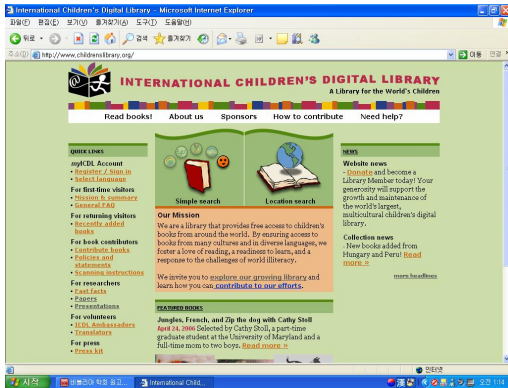 International Children's Digital Library - Microsoft Internet Explorer
파일(F) 편집(E) 보기(V) 즐겨찾기(A) 도구(T) 도움말(H)
뒤로 검색 즐겨찾기
주소(D) http://www.childrenslibrary.org/ 이동 연결
INTERNATIONAL CHILDREN'S DIGITAL LIBRARY
A Library for the World's Children
Read books! About us Sponsors How to contribute Need help?
QUICK LINKS
myICDL Account
• Register / Sign in
• Select language
For first-time visitors
• Mission & summary
• General FAQ
For returning visitors
• Recently added
books
For book contributors
• Contribute books
• Policies and
statements
• Scanning instructions
For researchers
• Fast facts
• Papers
• Presentations
For volunteers
• ICDL Ambassadors
• Translators
For press
• Press kit
Simple search
Location search
Our Mission
We are a library that provides free access to children's
books from around the world. By ensuring access to
books from many cultures and in diverse languages, we
foster a love of reading, a readiness to learn, and a
response to the challenges of world illiteracy.
We invite you to explore our growing library and
learn how you can contribute to our efforts.
FEATURED BOOKS
Jungles, French, and Zip the dog with Cathy Stoll
April 24, 2006 Selected by Cathy Stoll, a part-time
graduate student at the University of Maryland and a
full-time mom to two boys. Read more »
NEWS
Website news
- Donate and become a
Library Member today! Your
generosity will support the
growth and maintenance of
the world's largest,
multicultural children's digital
library.
Collection news
- New books added from
Hungary and Peru! Read
more »
more headlines
인터넷
시작 International Child... 漢 오전 1:14